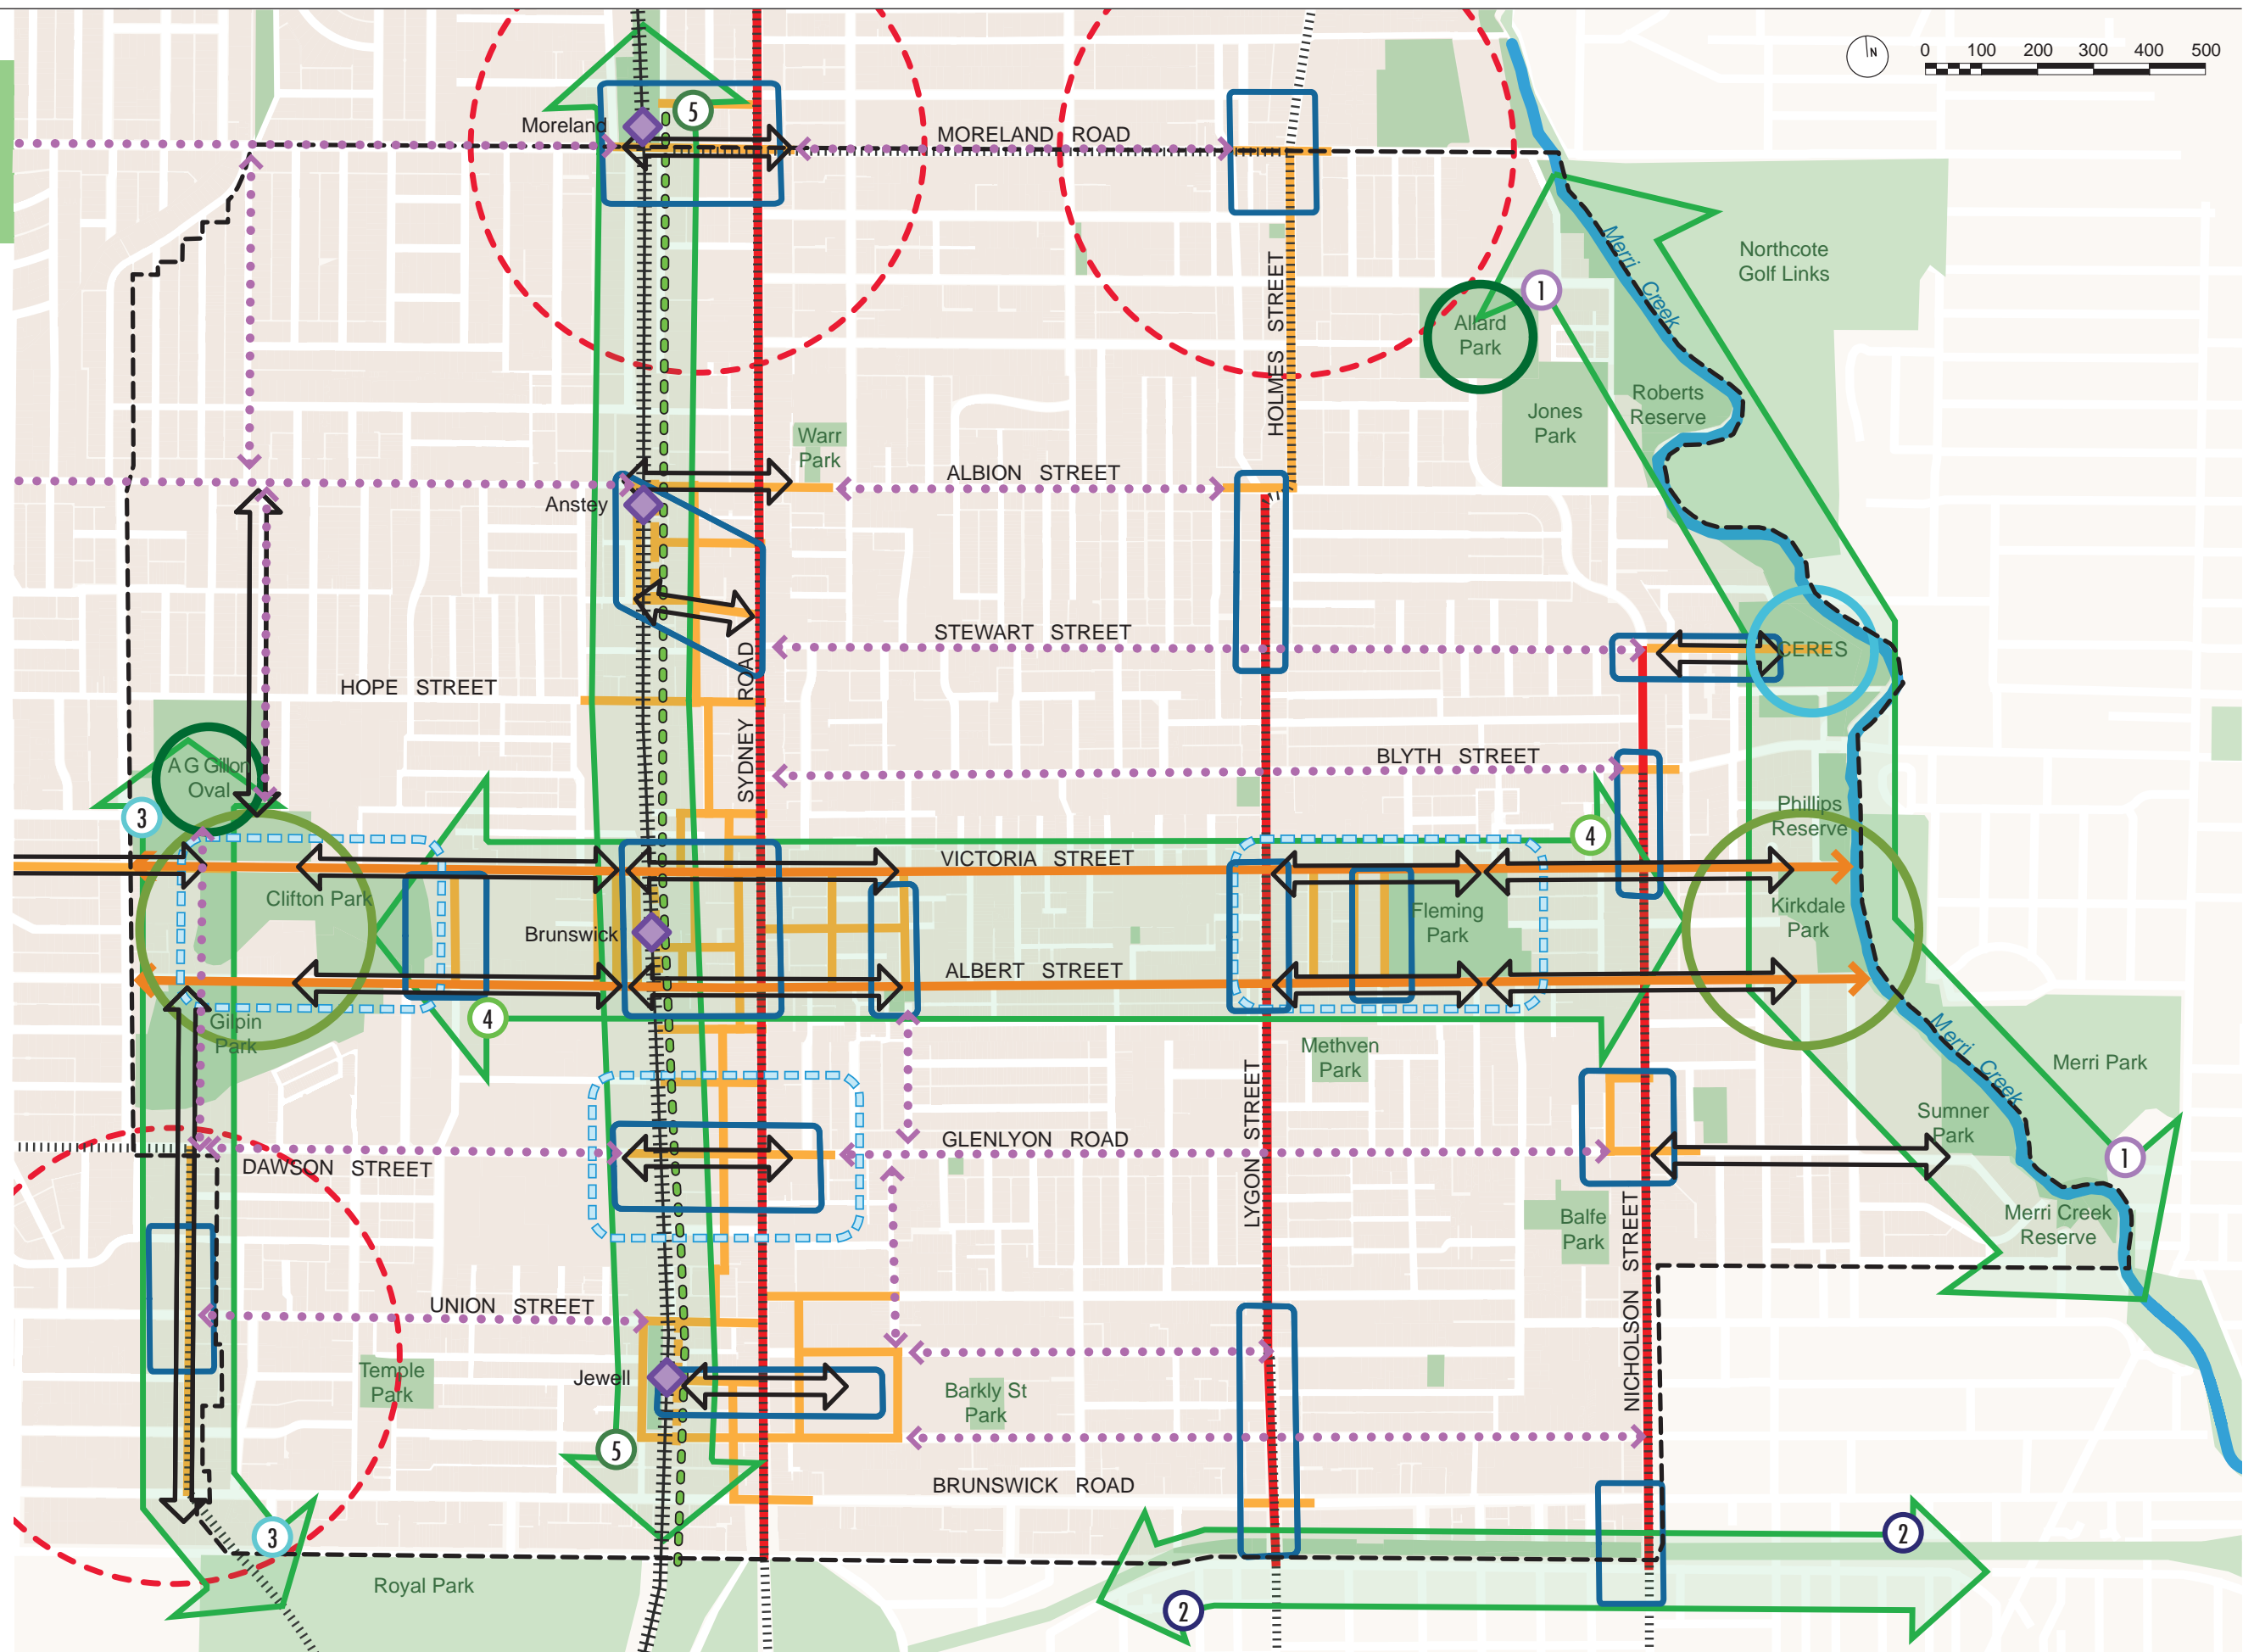 N
0 100 200 300 400 500
Moreland
5
MORELAND ROAD
Merri Creek
Northcote
Golf Links
1
HOLMES STREET
Allard
Park
Roberts
Reserve
Jones
Park
Warr
Park
ALBION STREET
Anstey
STEWART STREET
CERES
SYDNEY ROAD
HOPE STREET
BLYTH STREET
A G Gillon
Oval
3
Phillips
Reserve
4
VICTORIA STREET
Clifton Park
Fleming
Park
Kirkdale
Park
Brunswick
ALBERT STREET
4
Gilpin
Park
Merri Creek
Methven
Park
Merri Park
LYGON STREET
Sumner
Park
GLENLYON ROAD
DAWSON STREET
1
Balfe
Park
Merri Creek
Reserve
NICHOLSON STREET
UNION STREET
Temple
Park
Jewell
Barkly St
Park
5
BRUNSWICK ROAD
3
2
Royal Park
2